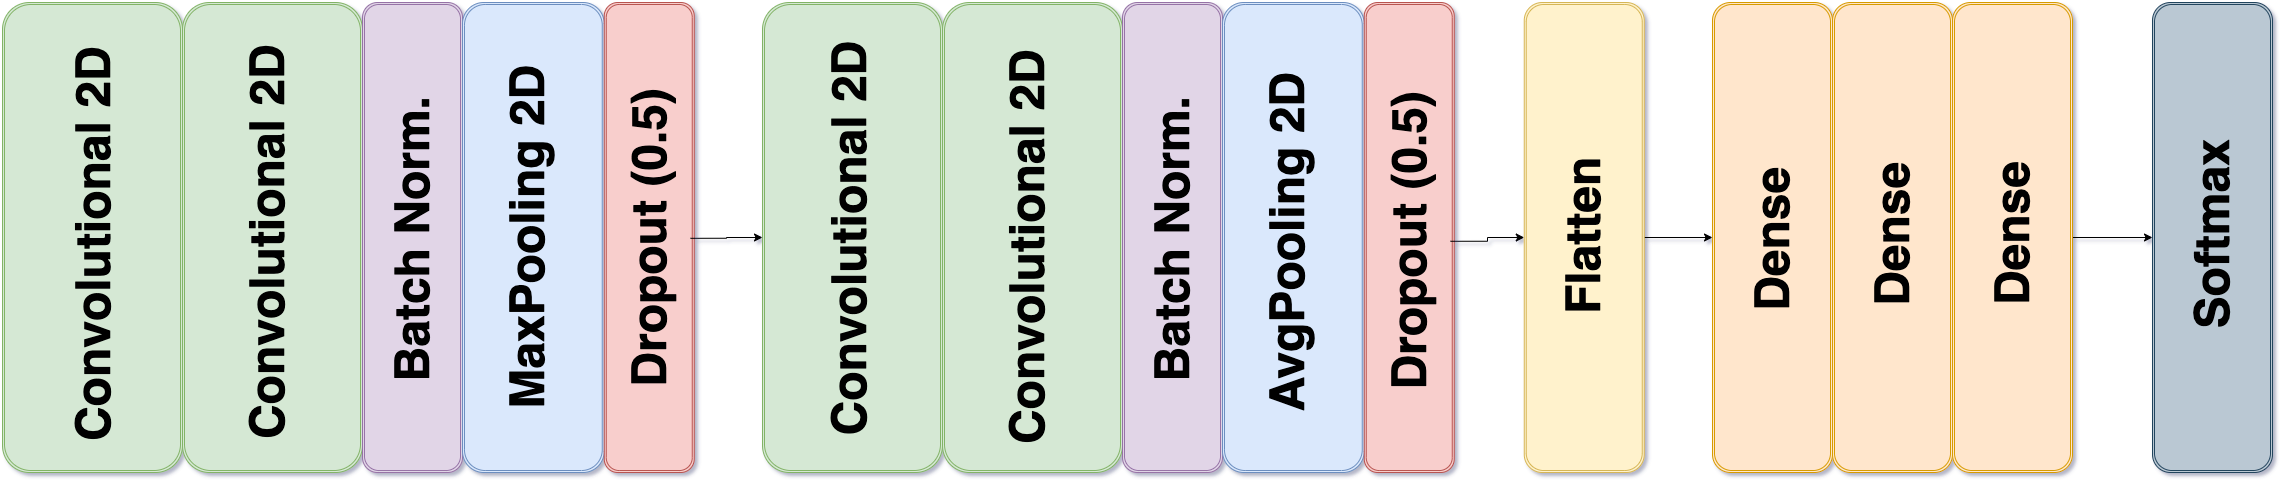 Convolutional 2D
Convolutional 2D
Batch Norm.
MaxPooling 2D
Dropout (0.5)
Convolutional 2D
Convolutional 2D
Batch Norm.
AvgPooling 2D
Dropout (0.5)
Flatten
Dense
Dense
Dense
Softmax